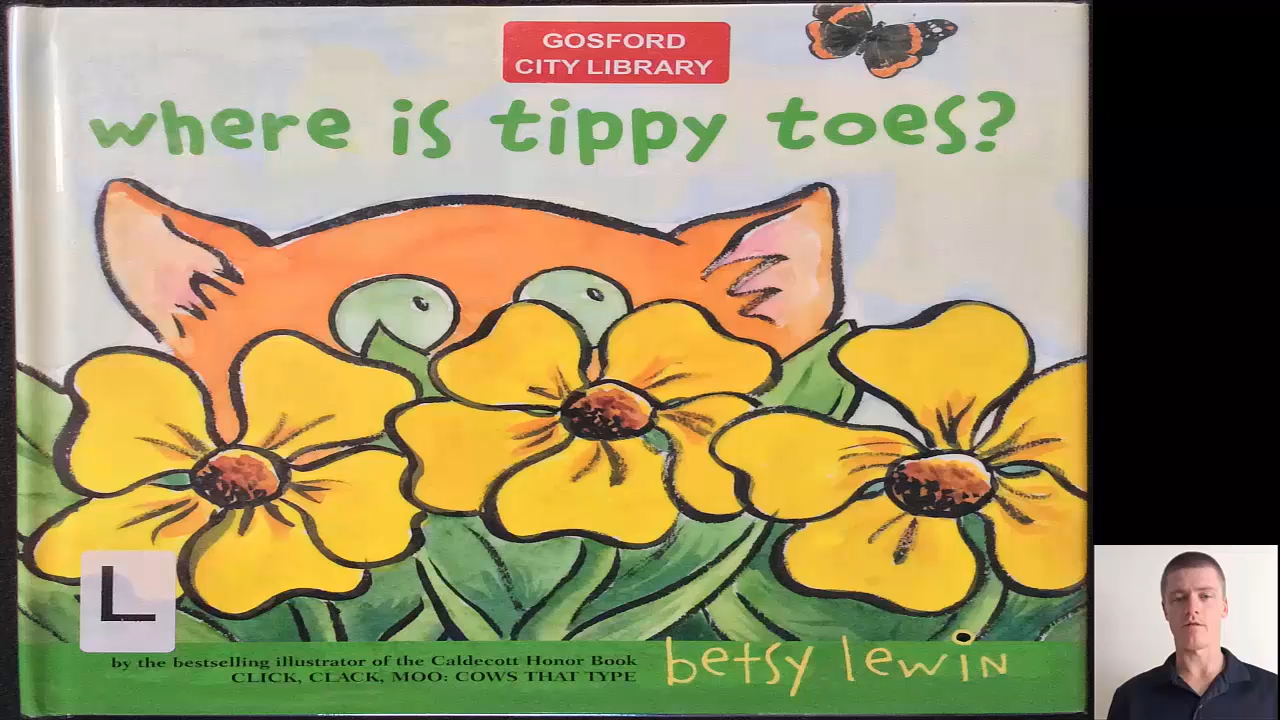 GOSFORD
CITY LIBRARY
where is tippy toes?
L
by the bestselling illustrator of the Caldecott Honor Book
CLICK, CLACK, MOO: COWS THAT TYPE
betsy lewin